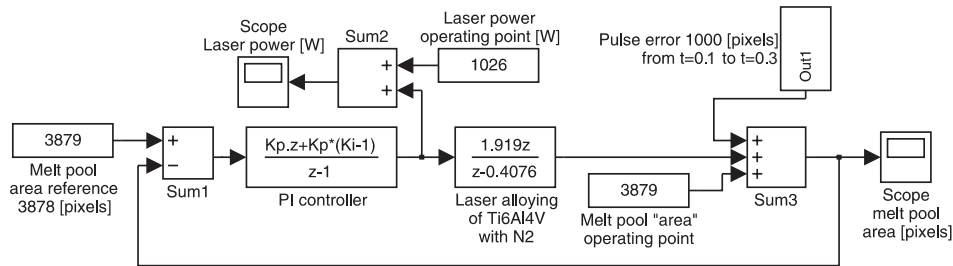 Scope
Laser power [W]
Sum2
+
+
Laser power
operating point [W]
1026
Pulse error 1000 [pixels]
from t=0.1 to t=0.3
Out1
3879
Melt pool
area reference
3878 [pixels]
+
−
Sum1
Kp.z+Kp*(Ki-1)
z-1
PI controller
1.919z
z-0.4076
Laser alloying
of Ti6Al4V
with N2
3879
Melt pool "area"
operating point
+
+
+
Sum3
Scope
melt pool
area [pixels]